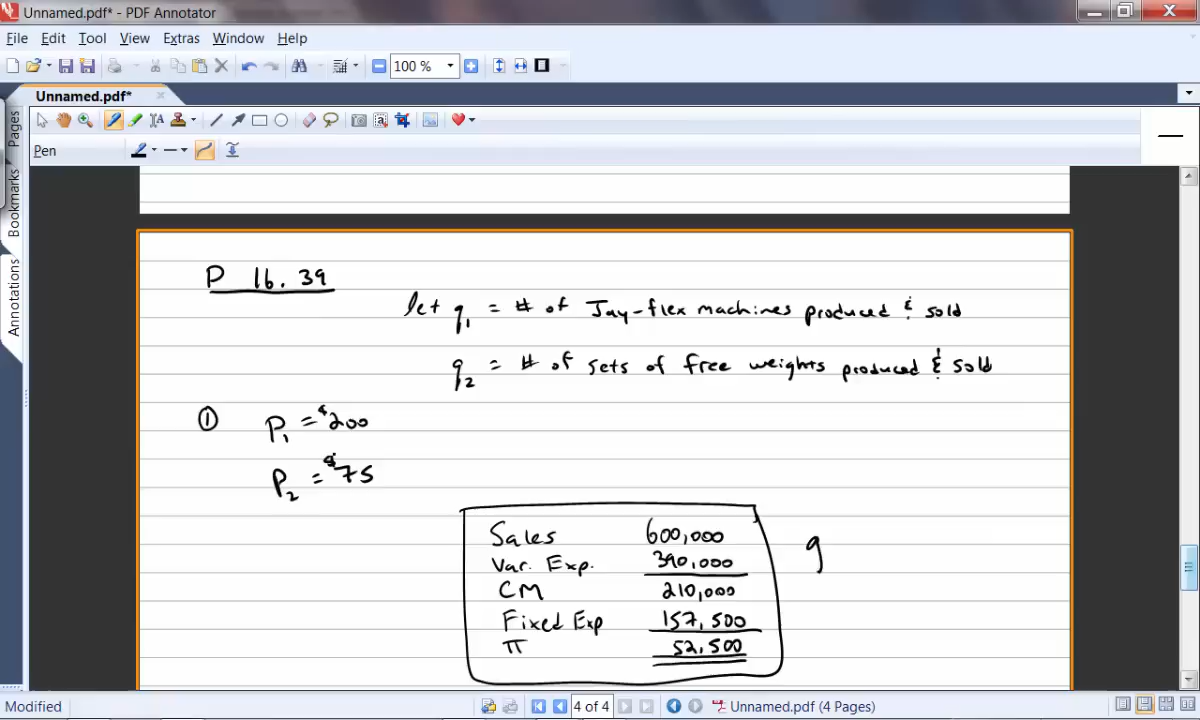 Unnamed.pdf* - PDF Annotator
File Edit Tool View Extras Window Help
100 %
Unnamed.pdf*
Pen
Pages
Bookmarks
Annotations
P 16.39
let q1 = # of Jay-flex machines produced & sold
q2 = # of sets of free weights produced & sold
① P1 = $200
P2 = $75
Sales 600,000
Var. Exp. 390,000
CM 210,000
Fixed Exp 157,500
π 52,500
q
Modified
4 of 4
Unnamed.pdf (4 Pages)